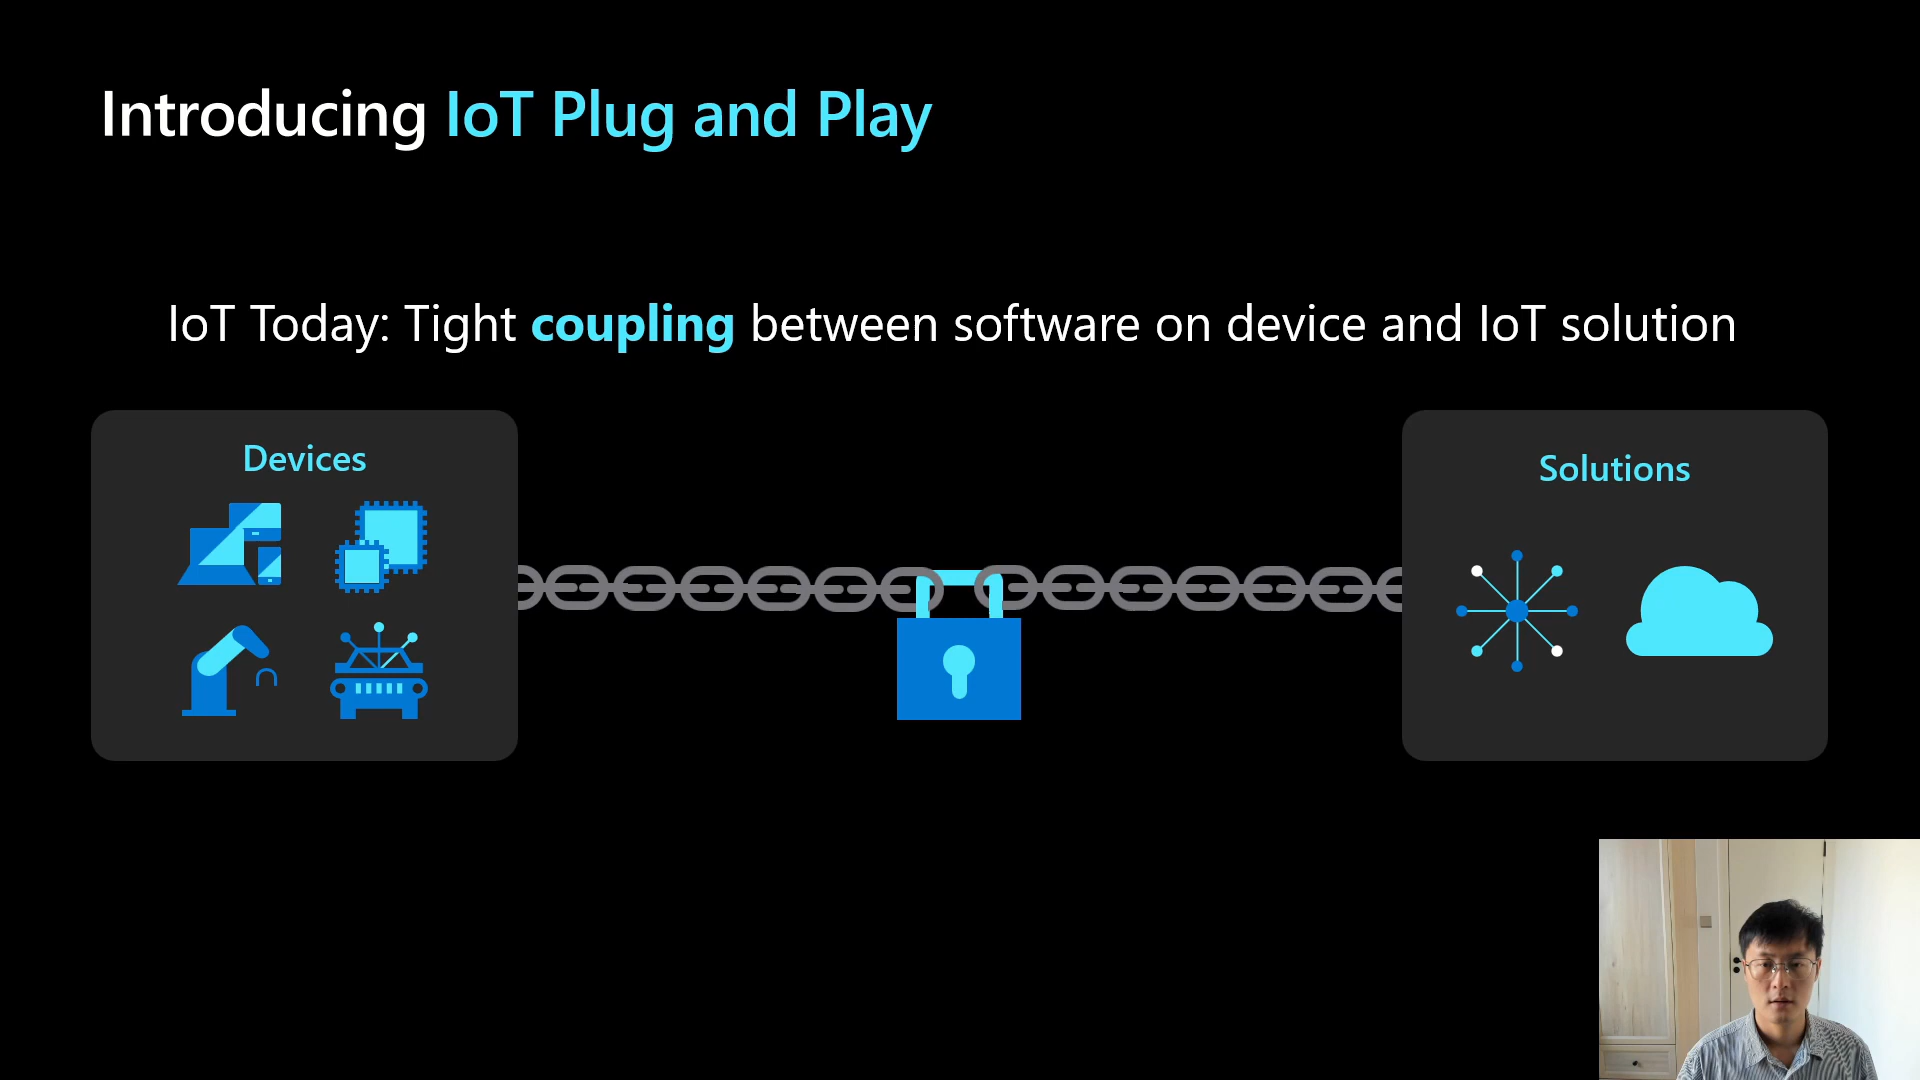 Introducing IoT Plug and Play
IoT Today: Tight coupling between software on device and IoT solution
Devices
Solutions